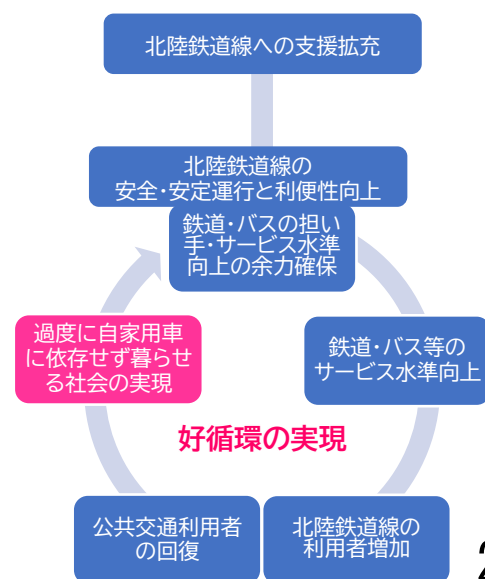 北陸鉄道線への支援拡充
北陸鉄道線の
安全・安定運行と利便性向上
鉄道・バスの担い
手・サービス水準
向上の余力確保
過度に自家用車
に依存せず暮らせ
る社会の実現
鉄道・バス等の
サービス水準向上
好循環の実現
公共交通利用者
の回復
北陸鉄道線の
利用者増加